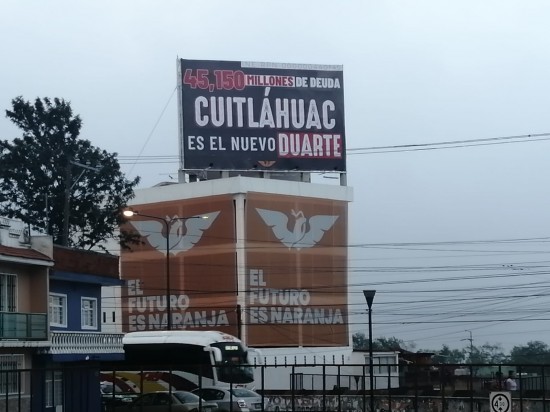 45,150 MILLONES DE DEUDA
CUITLÁHUAC
ES EL NUEVO DUARTE
EL
FUTURO
ES NARANJA
EL
FUTURO
ES NARANJA